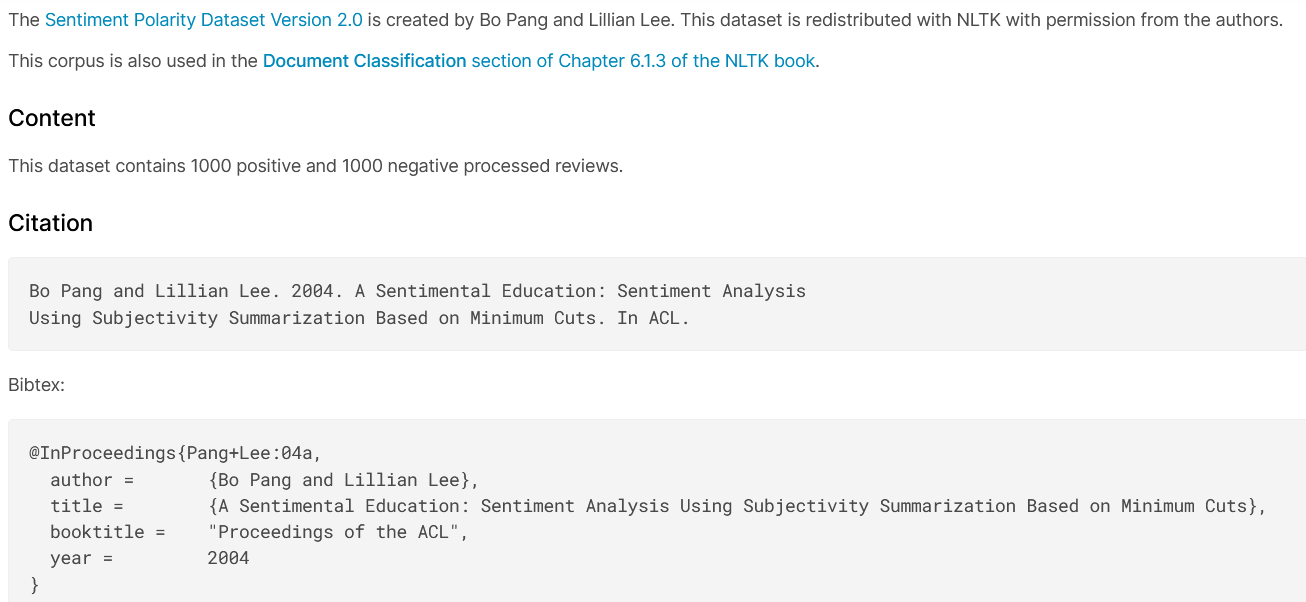 The Sentiment Polarity Dataset Version 2.0 is created by Bo Pang and Lillian Lee. This dataset is redistributed with NLTK with permission from the authors.
This corpus is also used in the Document Classification section of Chapter 6.1.3 of the NLTK book.
Content
This dataset contains 1000 positive and 1000 negative processed reviews.
Citation
Bo Pang and Lillian Lee. 2004. A Sentimental Education: Sentiment Analysis
Using Subjectivity Summarization Based on Minimum Cuts. In ACL.
Bibtex:
@InProceedings{Pang+Lee:04a,
  author =       {Bo Pang and Lillian Lee},
  title =        {A Sentimental Education: Sentiment Analysis Using Subjectivity Summarization Based on Minimum Cuts},
  booktitle =    "Proceedings of the ACL",
  year =         2004
}